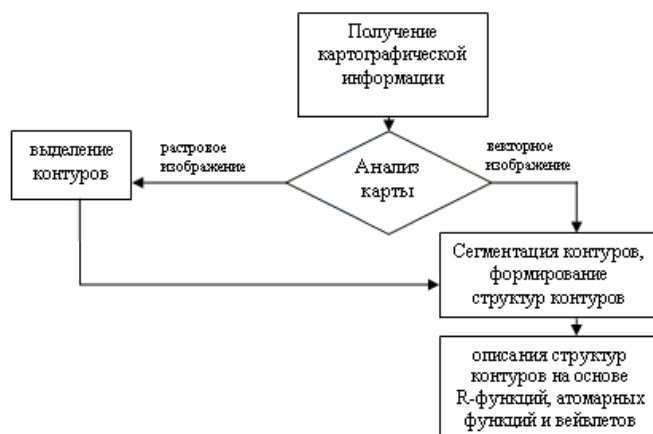 Получение
картографической
информации
растровое
изображение
векторное
изображение
выделение
контуров
Анализ
карты
Сегментация контуров,
формирование
структур контуров
описания структур
контуров на основе
R-функций, атомарных
функций и вейвлетов